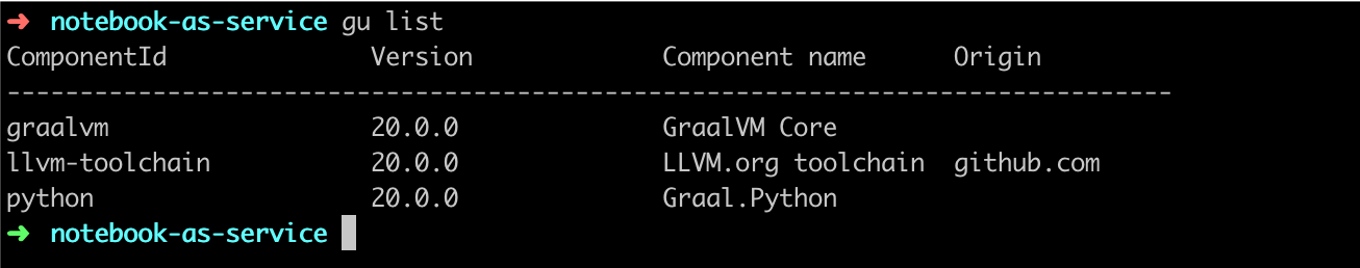 ➜ notebook-as-service gu list
ComponentId              Version             Component name      Origin
--------------------------------------------------------------------------------
graalvm                  20.0.0              GraalVM Core
llvm-toolchain           20.0.0              LLVM.org toolchain  github.com
python                   20.0.0              Graal.Python
➜ notebook-as-service